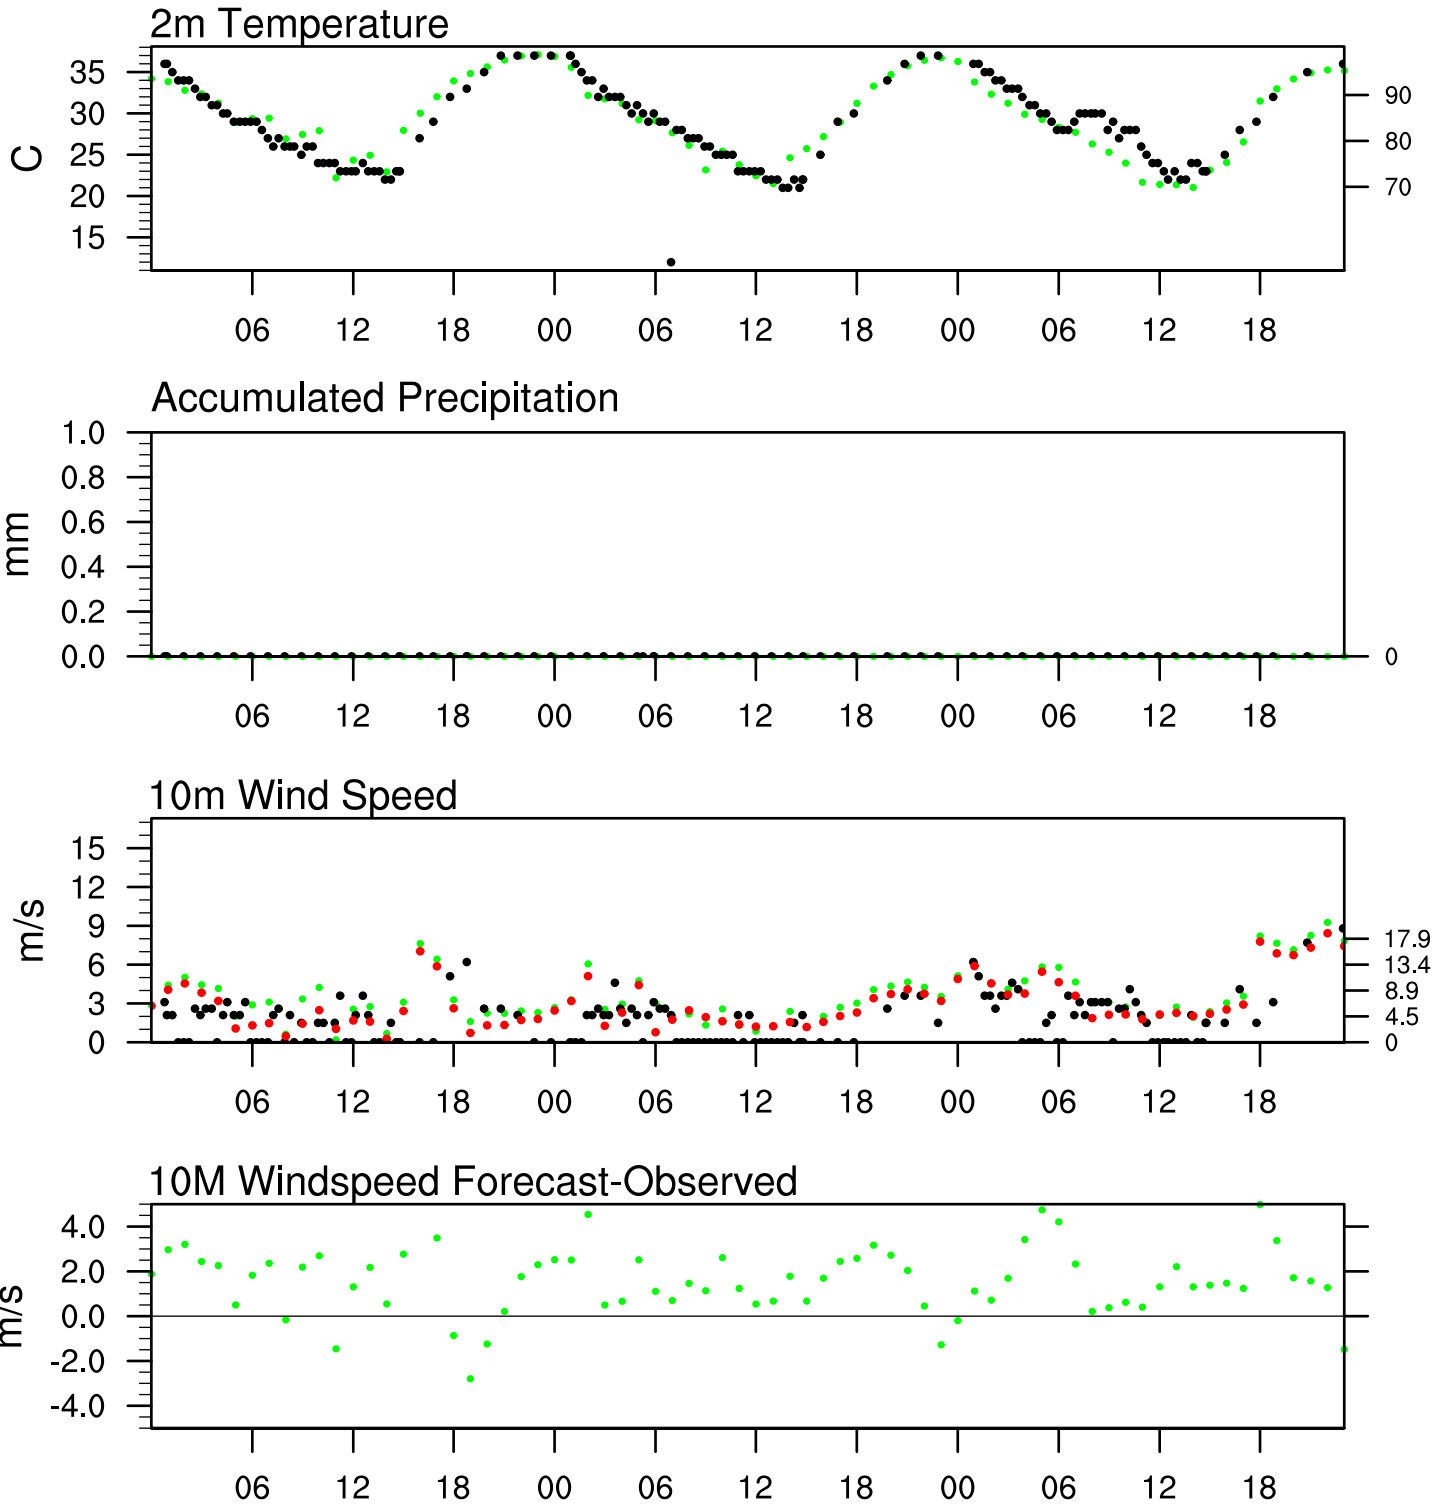 2m Temperature
C
35
30
25
20
15
90
80
70
06 12 18 00 06 12 18 00 06 12 18
Accumulated Precipitation
mm
1.0
0.8
0.6
0.4
0.2
0.0
0
06 12 18 00 06 12 18 00 06 12 18
10m Wind Speed
m/s
15
12
9
6
3
0
17.9
13.4
8.9
4.5
0
06 12 18 00 06 12 18 00 06 12 18
10M Windspeed Forecast-Observed
m/s
4.0
2.0
0.0
-2.0
-4.0
06 12 18 00 06 12 18 00 06 12 18